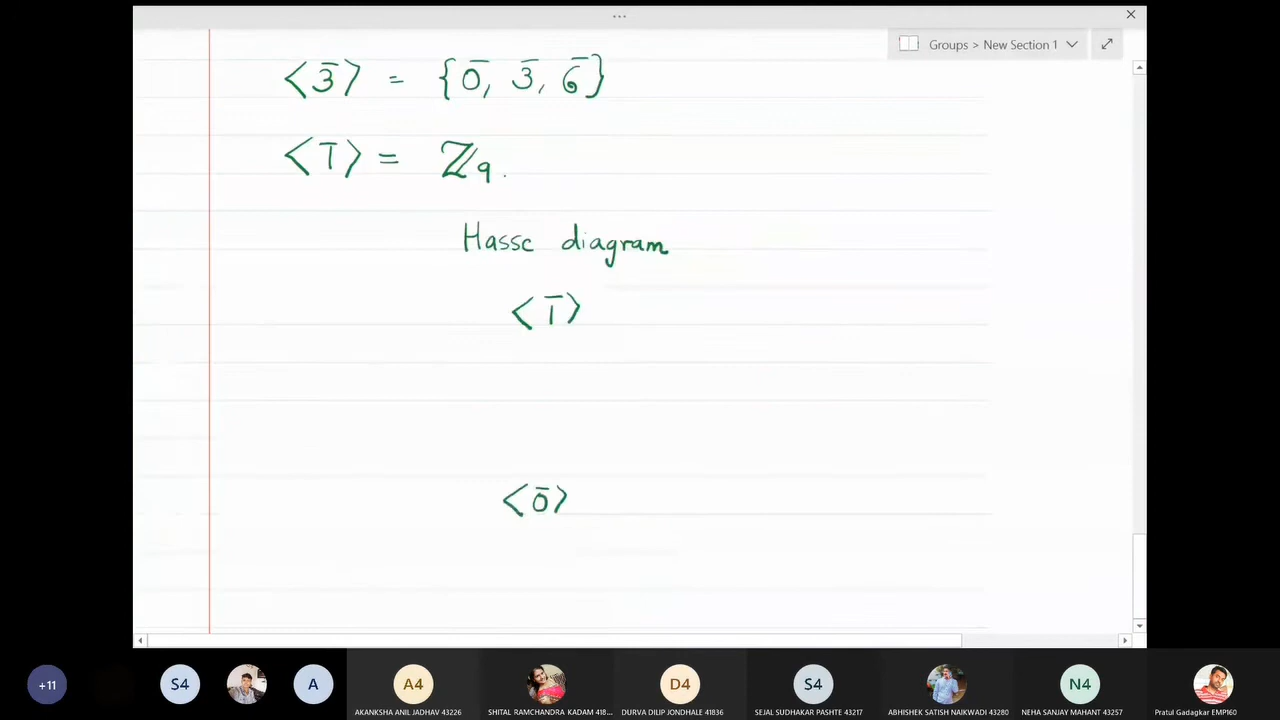 Groups > New Section 1
<3̄> = {0̄, 3̄, 6̄}
<1̄> = ℤ₉.
Hasse diagram
<1̄>
<0̄>
+11 S4 A A4 D4 S4 N4
AKANKSHA ANIL JADHAV 43226 SHITAL RAMCHANDRA KADAM 418... DURVA DILIP JONDHALE 41836 SEJAL SUDHAKAR PASHTE 43217 ABHISHEK SATISH NAIKWADI 43280 NEHA SANJAY MAHANT 43257 Pratul Gadagkar EMP160